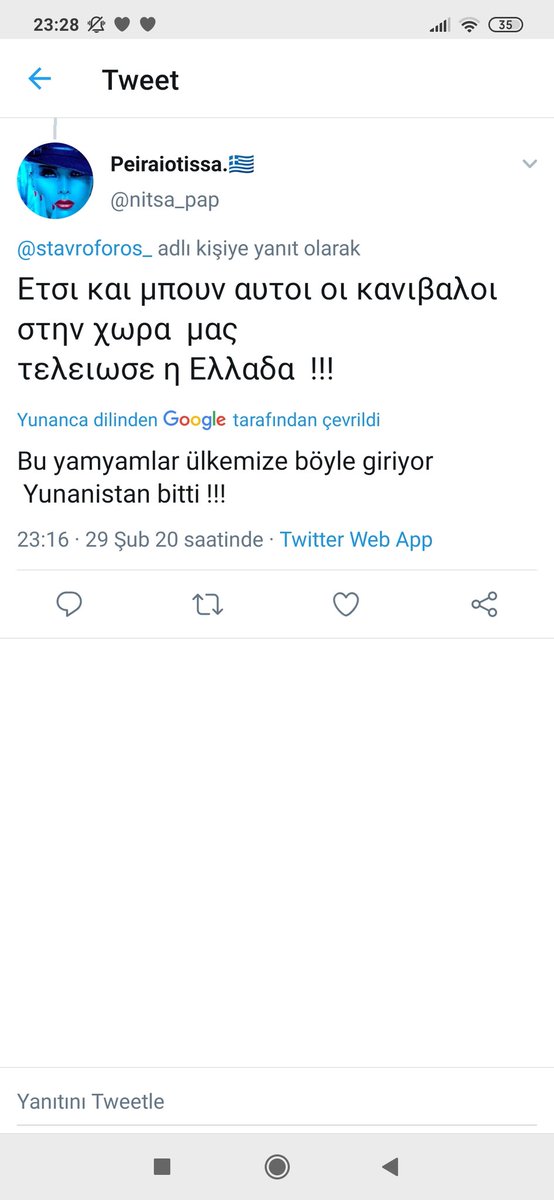 23:28
35
Tweet
Peiraiotissa.🇬🇷
@nitsa_pap
@stavroforos_ adlı kişiye yanıt olarak
Ετσι και μπουν αυτοι οι κανιβαλοι
στην χωρα μας
τελειωσε η Ελλαδα !!!
Yunanca dilinden Google tarafından çevrildi
Bu yamyamlar ülkemize böyle giriyor
Yunanistan bitti !!!
23:16 · 29 Şub 20 saatinde · Twitter Web App
Yanıtını Tweetle